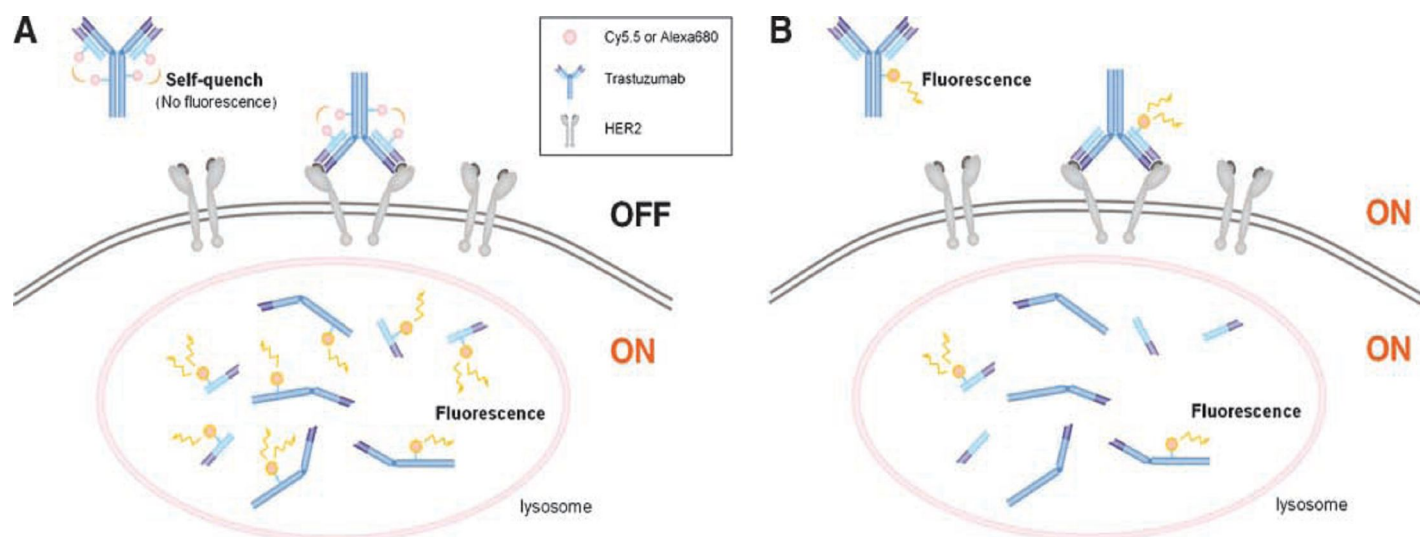 A
Self-quench
(No fluorescence)
OFF
ON
Fluorescence
lysosome
Cy5.5 or Alexa680
Trastuzumab
HER2
B
Fluorescence
ON
ON
Fluorescence
lysosome